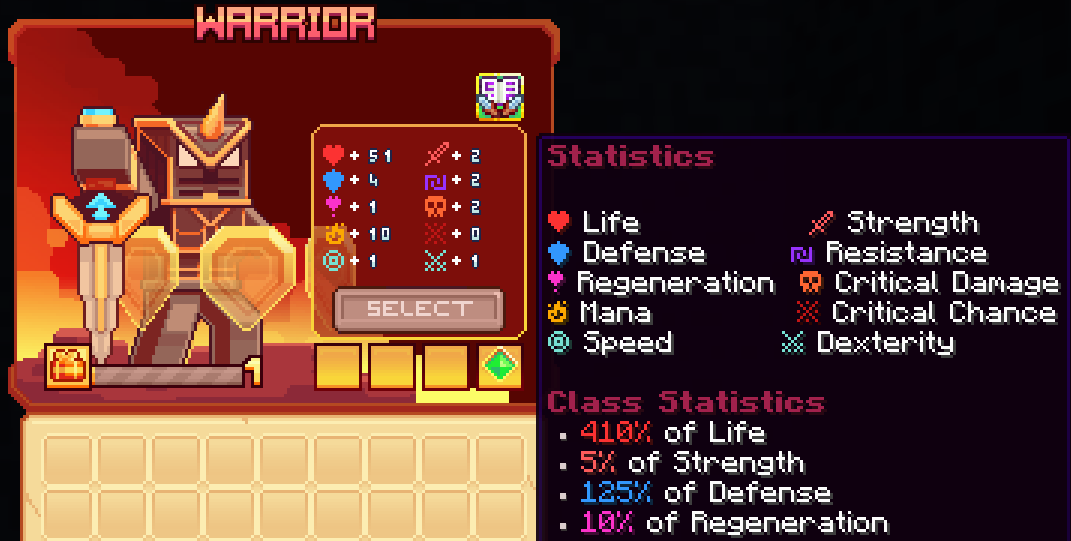 WARRIOR
+ 51 + 2
+ 4 + 2
+ 1 + 2
+ 10 + 0
+ 1 + 1
SELECT
1
Statistics
Life Strength
Defense Resistance
Regeneration Critical Damage
Mana Critical Chance
Speed Dexterity
Class Statistics
410% of Life
5% of Strength
125% of Defense
10% of Regeneration